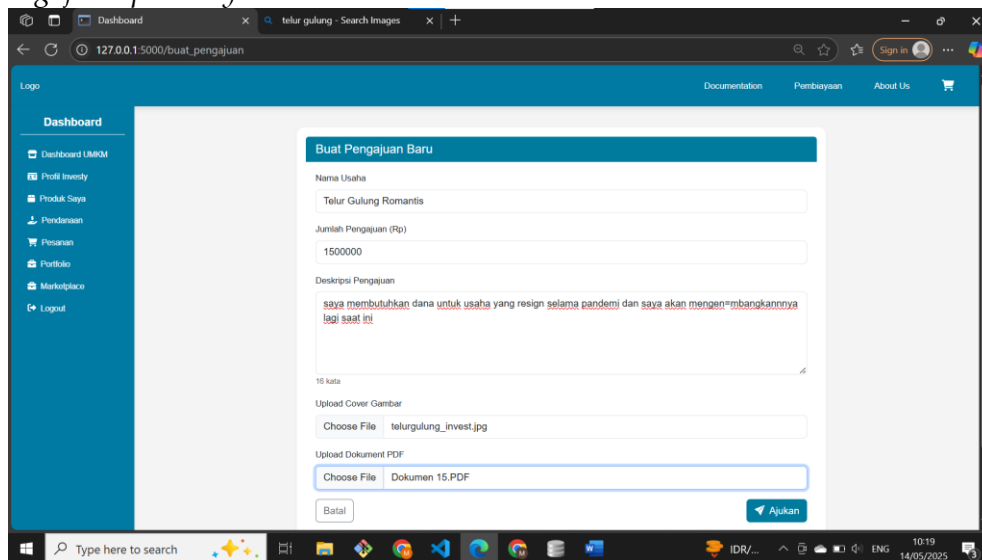 Dashboard
telur gulung - Search Images
127.0.0.1:5000/buat_pengajuan
Sign in
Logo
Documentation
Pembiayaan
About Us
Dashboard
Dashboard UMKM
Profil Investy
Produk Saya
Pendanaan
Pesanan
Portfolio
Marketplace
Logout
Buat Pengajuan Baru
Nama Usaha
Telur Gulung Romantis
Jumlah Pengajuan (Rp)
1500000
Deskripsi Pengajuan
saya membutuhkan dana untuk usaha yang resign selama pandemi dan saya akan mengen=mbangkannnya
lagi saat ini
16 kata
Upload Cover Gambar
Choose File telurgulung_invest.jpg
Upload Dokument PDF
Choose File Dokumen 15.PDF
Batal
Ajukan
Type here to search
IDR/...
ENG
10:19
14/05/2025
3